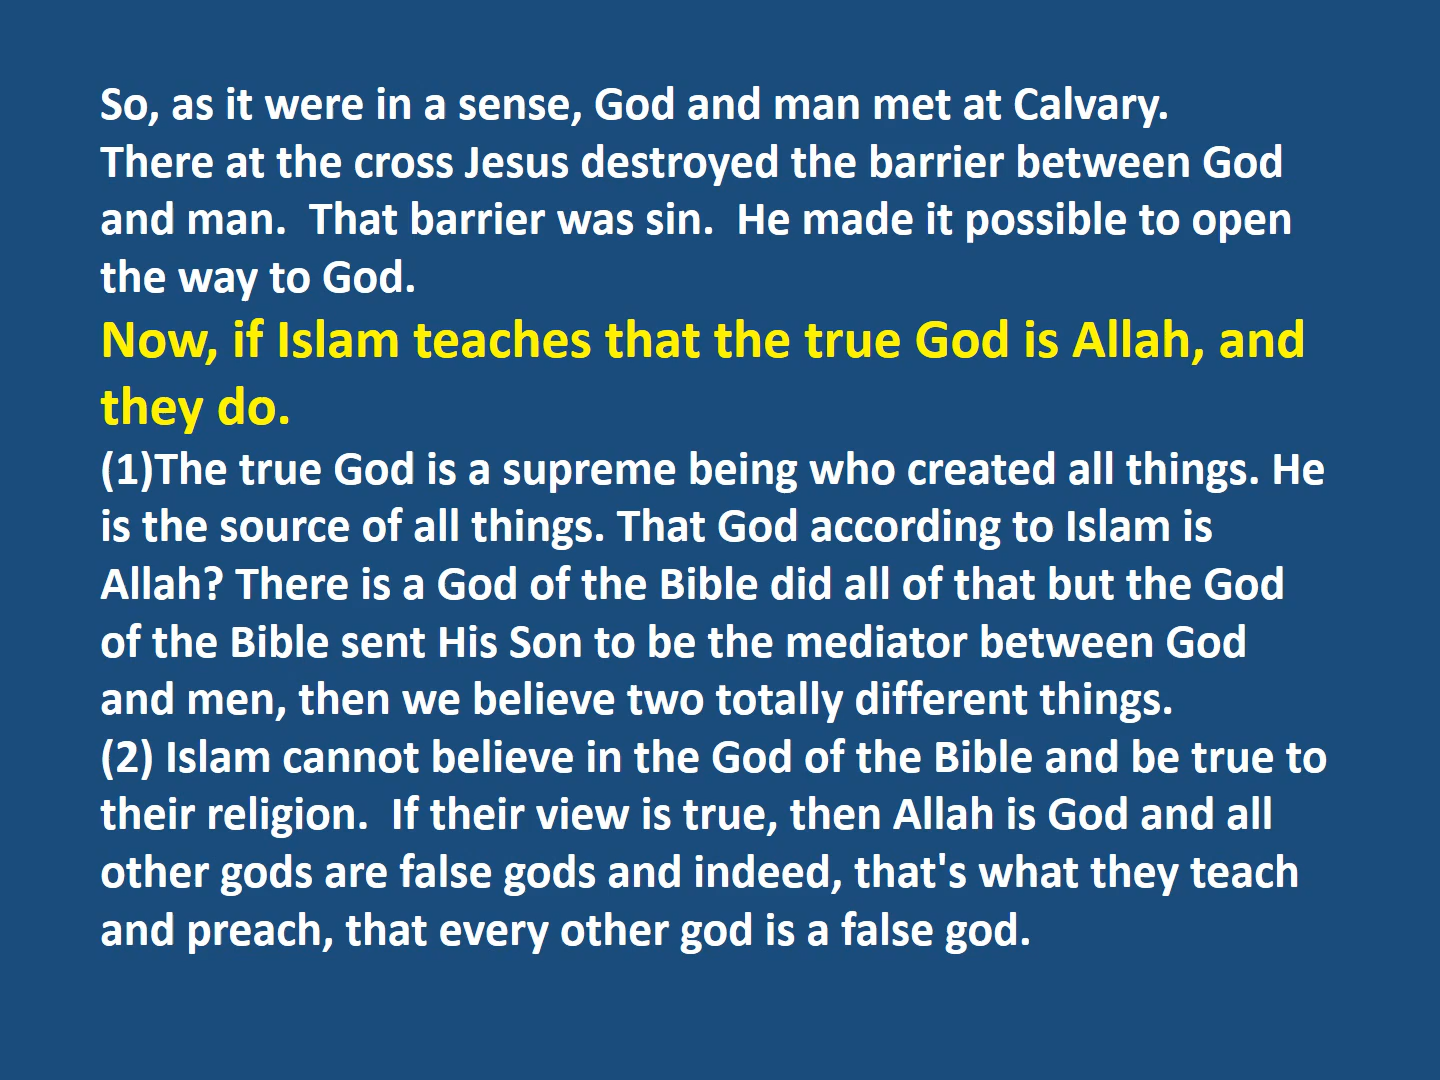 So, as it were in a sense, God and man met at Calvary.
There at the cross Jesus destroyed the barrier between God
and man.  That barrier was sin.  He made it possible to open
the way to God.
Now, if Islam teaches that the true God is Allah, and
they do.
(1)The true God is a supreme being who created all things. He
is the source of all things. That God according to Islam is
Allah? There is a God of the Bible did all of that but the God
of the Bible sent His Son to be the mediator between God
and men, then we believe two totally different things.
(2) Islam cannot believe in the God of the Bible and be true to
their religion.  If their view is true, then Allah is God and all
other gods are false gods and indeed, that's what they teach
and preach, that every other god is a false god.